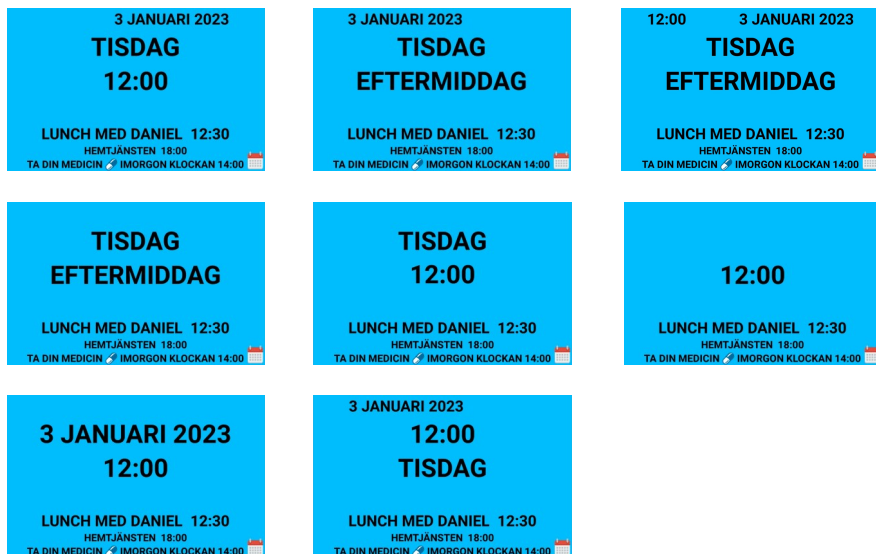 3 JANUARI 2023
TISDAG
12:00
LUNCH MED DANIEL 12:30
HEMTJÄNSTEN 18:00
TA DIN MEDICIN IMORGON KLOCKAN 14:00
3 JANUARI 2023
TISDAG
EFTERMIDDAG
LUNCH MED DANIEL 12:30
HEMTJÄNSTEN 18:00
TA DIN MEDICIN IMORGON KLOCKAN 14:00
12:00 3 JANUARI 2023
TISDAG
EFTERMIDDAG
LUNCH MED DANIEL 12:30
HEMTJÄNSTEN 18:00
TA DIN MEDICIN IMORGON KLOCKAN 14:00
TISDAG
EFTERMIDDAG
LUNCH MED DANIEL 12:30
HEMTJÄNSTEN 18:00
TA DIN MEDICIN IMORGON KLOCKAN 14:00
TISDAG
12:00
LUNCH MED DANIEL 12:30
HEMTJÄNSTEN 18:00
TA DIN MEDICIN IMORGON KLOCKAN 14:00
12:00
LUNCH MED DANIEL 12:30
HEMTJÄNSTEN 18:00
TA DIN MEDICIN IMORGON KLOCKAN 14:00
3 JANUARI 2023
12:00
LUNCH MED DANIEL 12:30
HEMTJÄNSTEN 18:00
TA DIN MEDICIN IMORGON KLOCKAN 14:00
3 JANUARI 2023
12:00
TISDAG
LUNCH MED DANIEL 12:30
HEMTJÄNSTEN 18:00
TA DIN MEDICIN IMORGON KLOCKAN 14:00